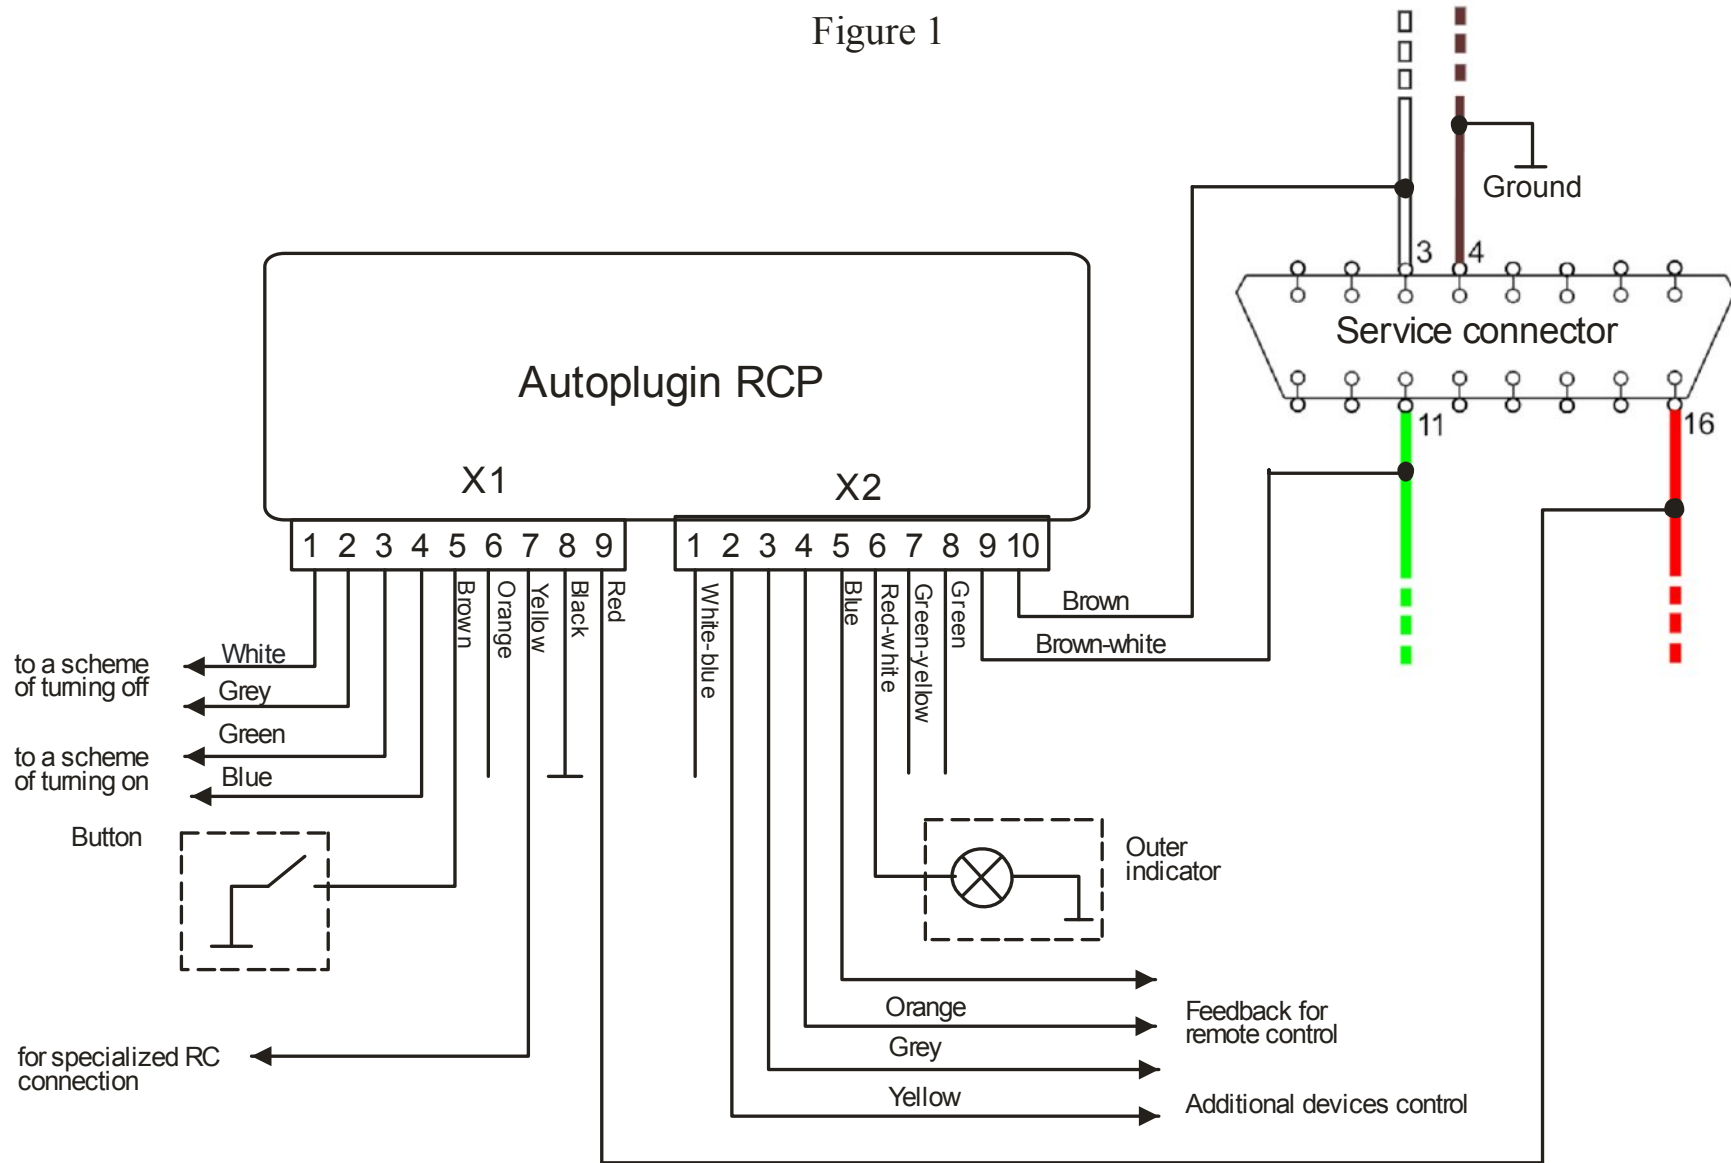 Figure 1
Ground
3
4
Service connector
11
16
Autoplugin RCP
X1
X2
1 2 3 4 5 6 7 8 9
1 2 3 4 5 6 7 8 9 10
Brown
Orange
Yellow
Black
Red
White-blue
Blue
Red-white
Green-yellow
Green
Brown
Brown-white
to a scheme
of turning off
White
Grey
to a scheme
of turning on
Green
Blue
Button
Outer
indicator
Orange
Feedback for
remote control
Grey
for specialized RC
connection
Yellow
Additional devices control